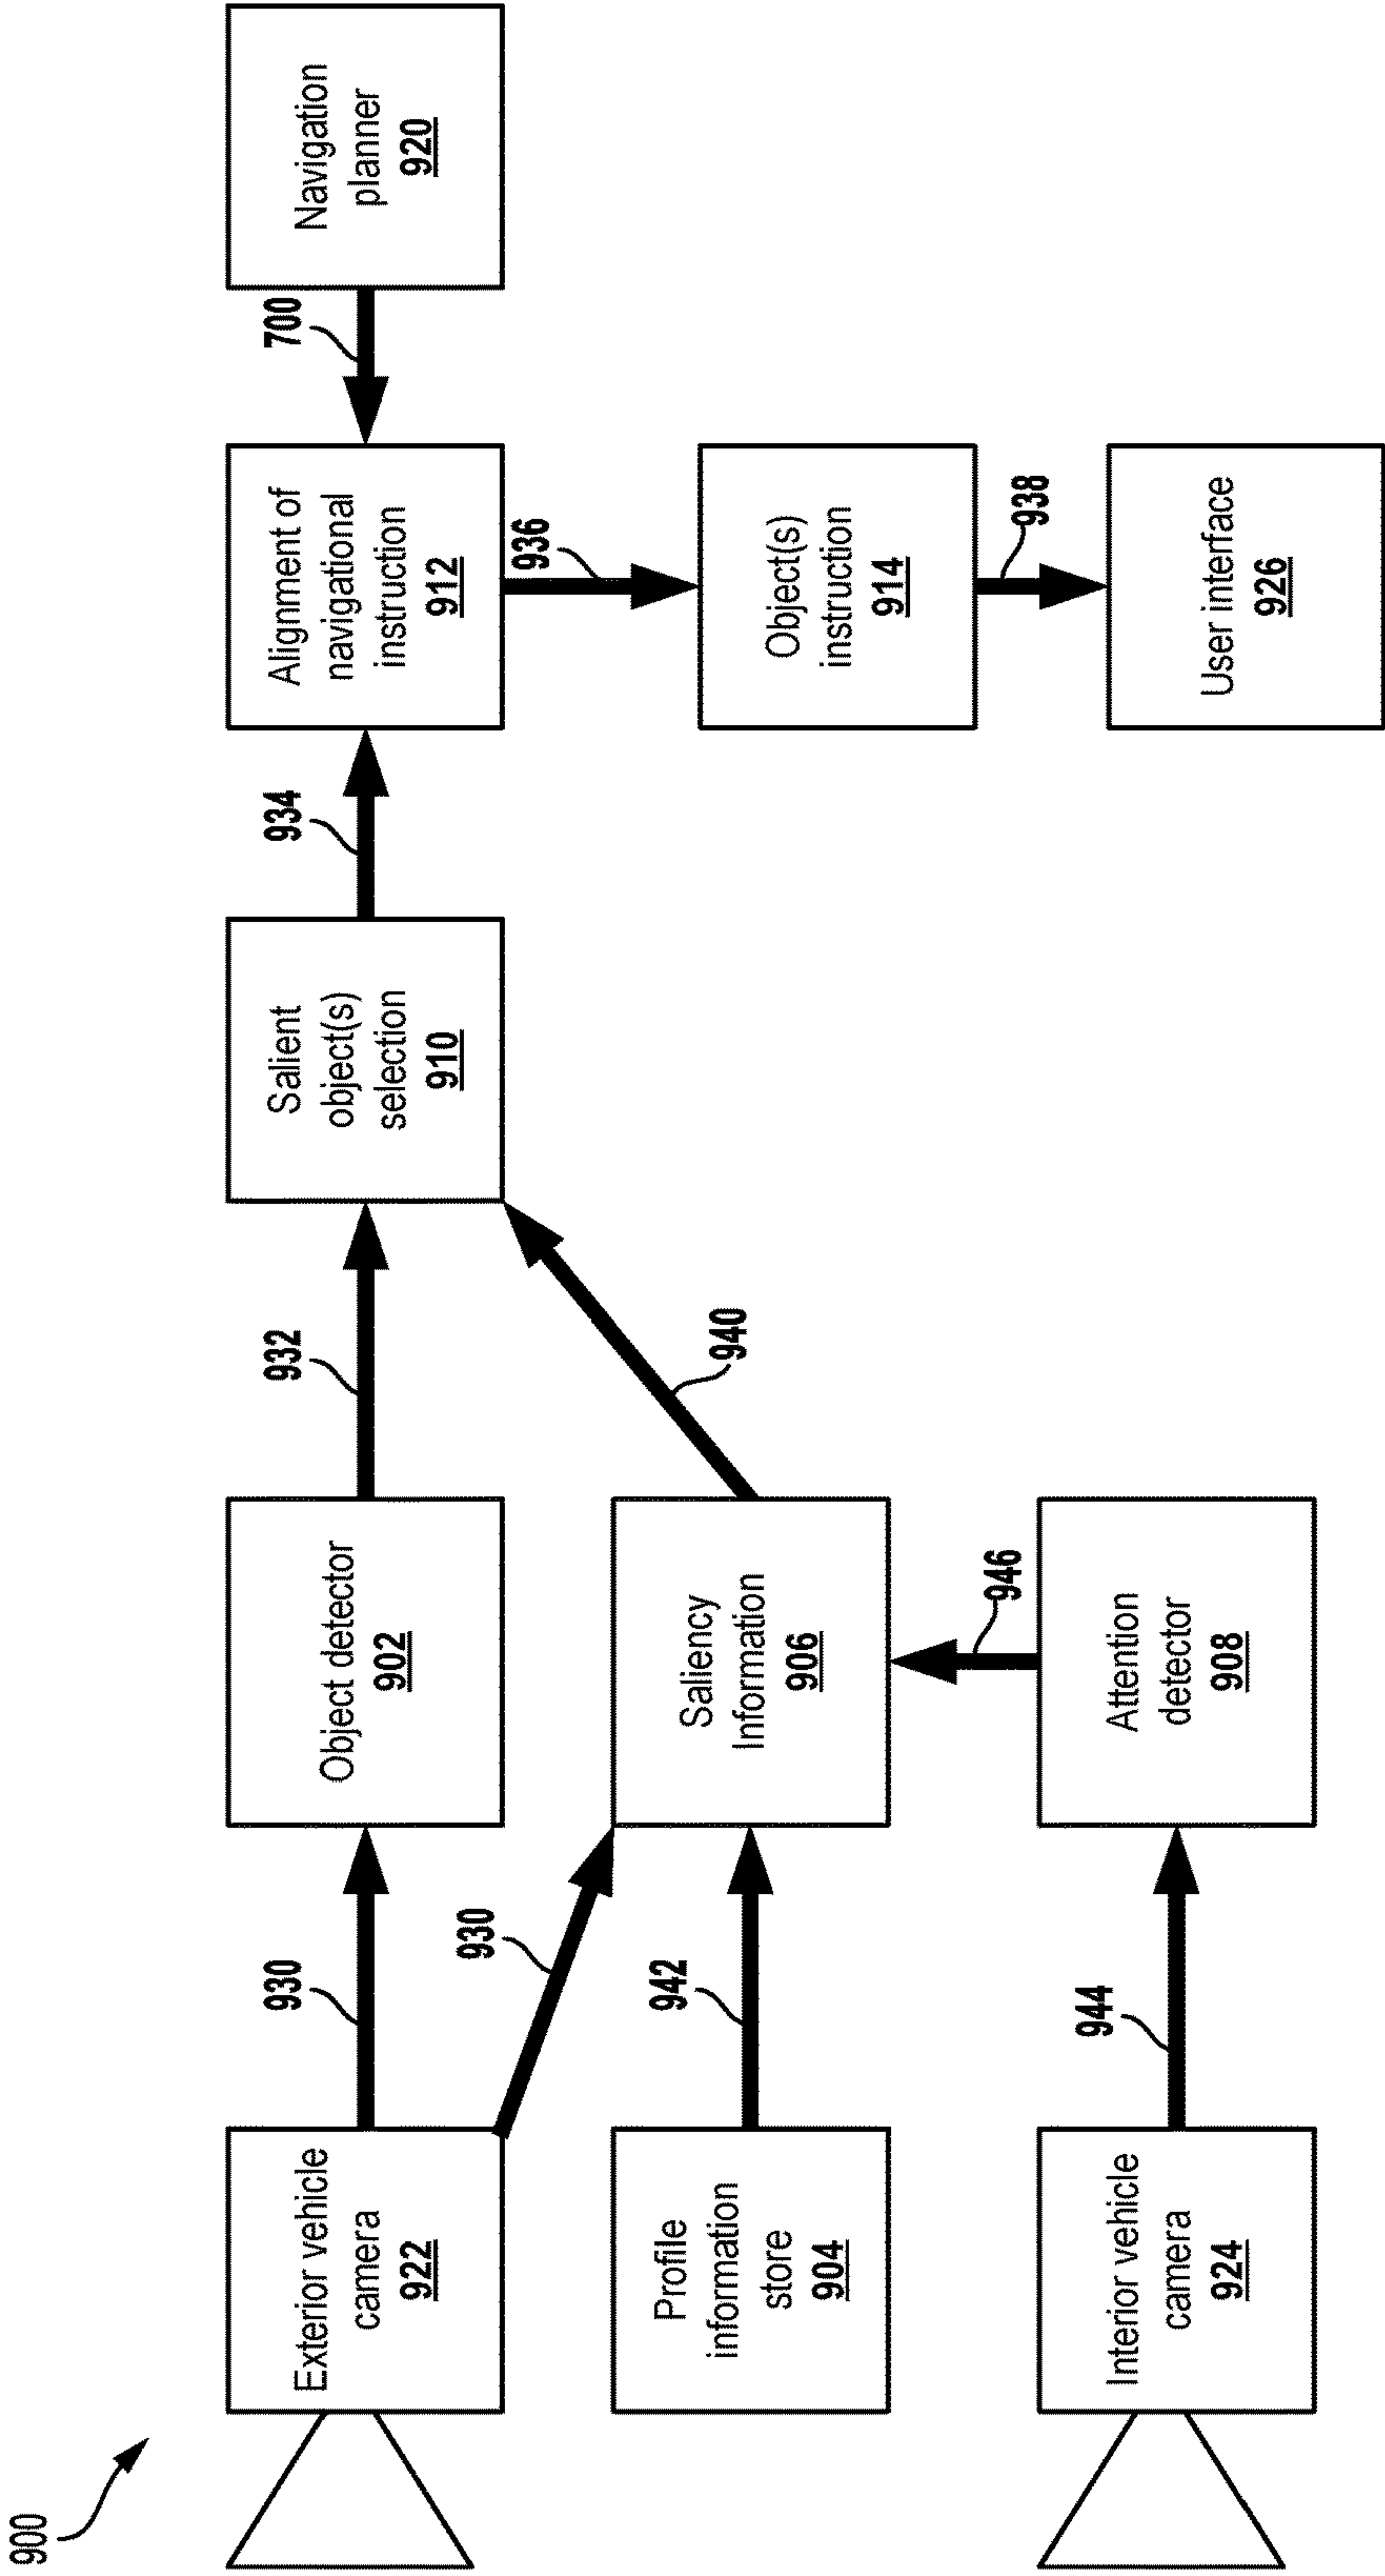 900
Exterior vehicle
camera
922
930
Object detector
902
932
Salient
object(s)
selection
910
934
Alignment of
navigational
instruction
912
700
Navigation
planner
920
930
936
Profile
information
store
904
942
Saliency
Information
906
940
Object(s)
instruction
914
938
946
Interior vehicle
camera
924
944
Attention
detector
908
User interface
926